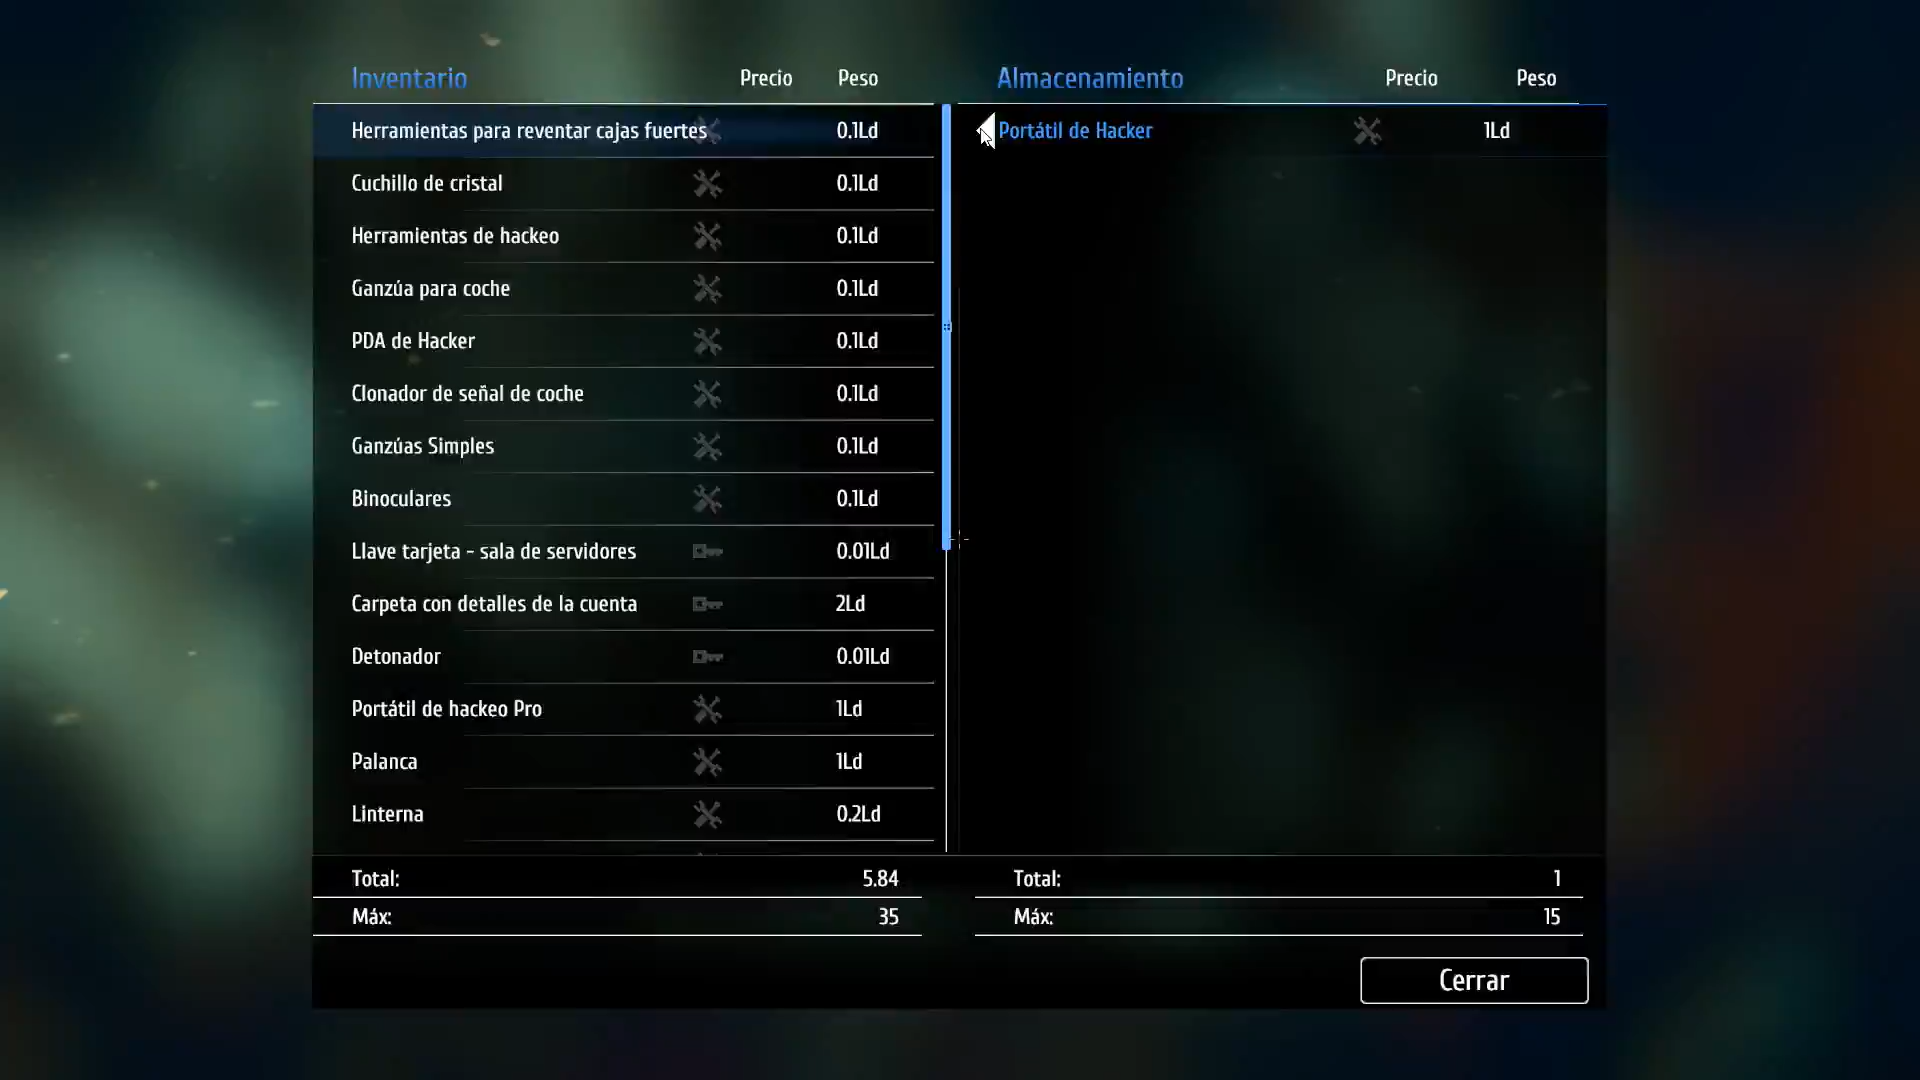 Inventario Precio Peso
Herramientas para reventar cajas fuertes 0.1Ld
Cuchillo de cristal 0.1Ld
Herramientas de hackeo 0.1Ld
Ganzúa para coche 0.1Ld
PDA de Hacker 0.1Ld
Clonador de señal de coche 0.1Ld
Ganzúas Simples 0.1Ld
Binoculares 0.1Ld
Llave tarjeta - sala de servidores 0.01Ld
Carpeta con detalles de la cuenta 2Ld
Detonador 0.01Ld
Portátil de hackeo Pro 1Ld
Palanca 1Ld
Linterna 0.2Ld
Total: 5.84
Máx: 35
Almacenamiento Precio Peso
Portátil de Hacker 1Ld
Total: 1
Máx: 15
Cerrar